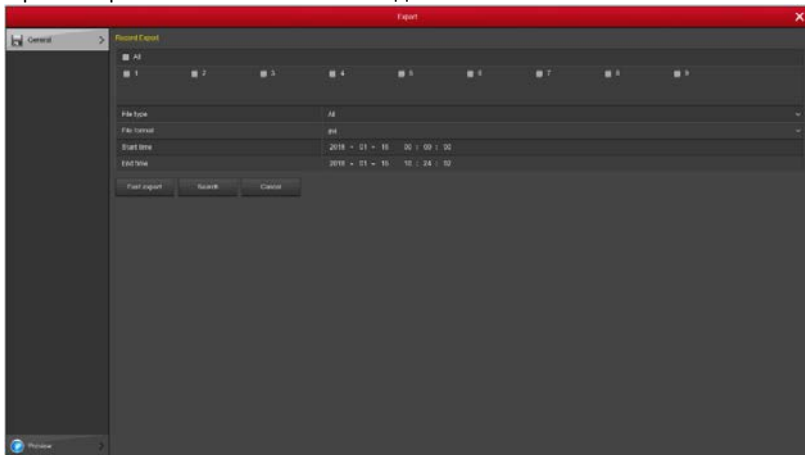 Export X
General >
Record Export
All
1 2 3 4 5 6 7 8 9
File type All
File format avi
Start time 2018 - 01 - 16 00 : 00 : 00
End time 2018 - 01 - 16 18 : 24 : 02
Fast export Search Cancel
Preview >